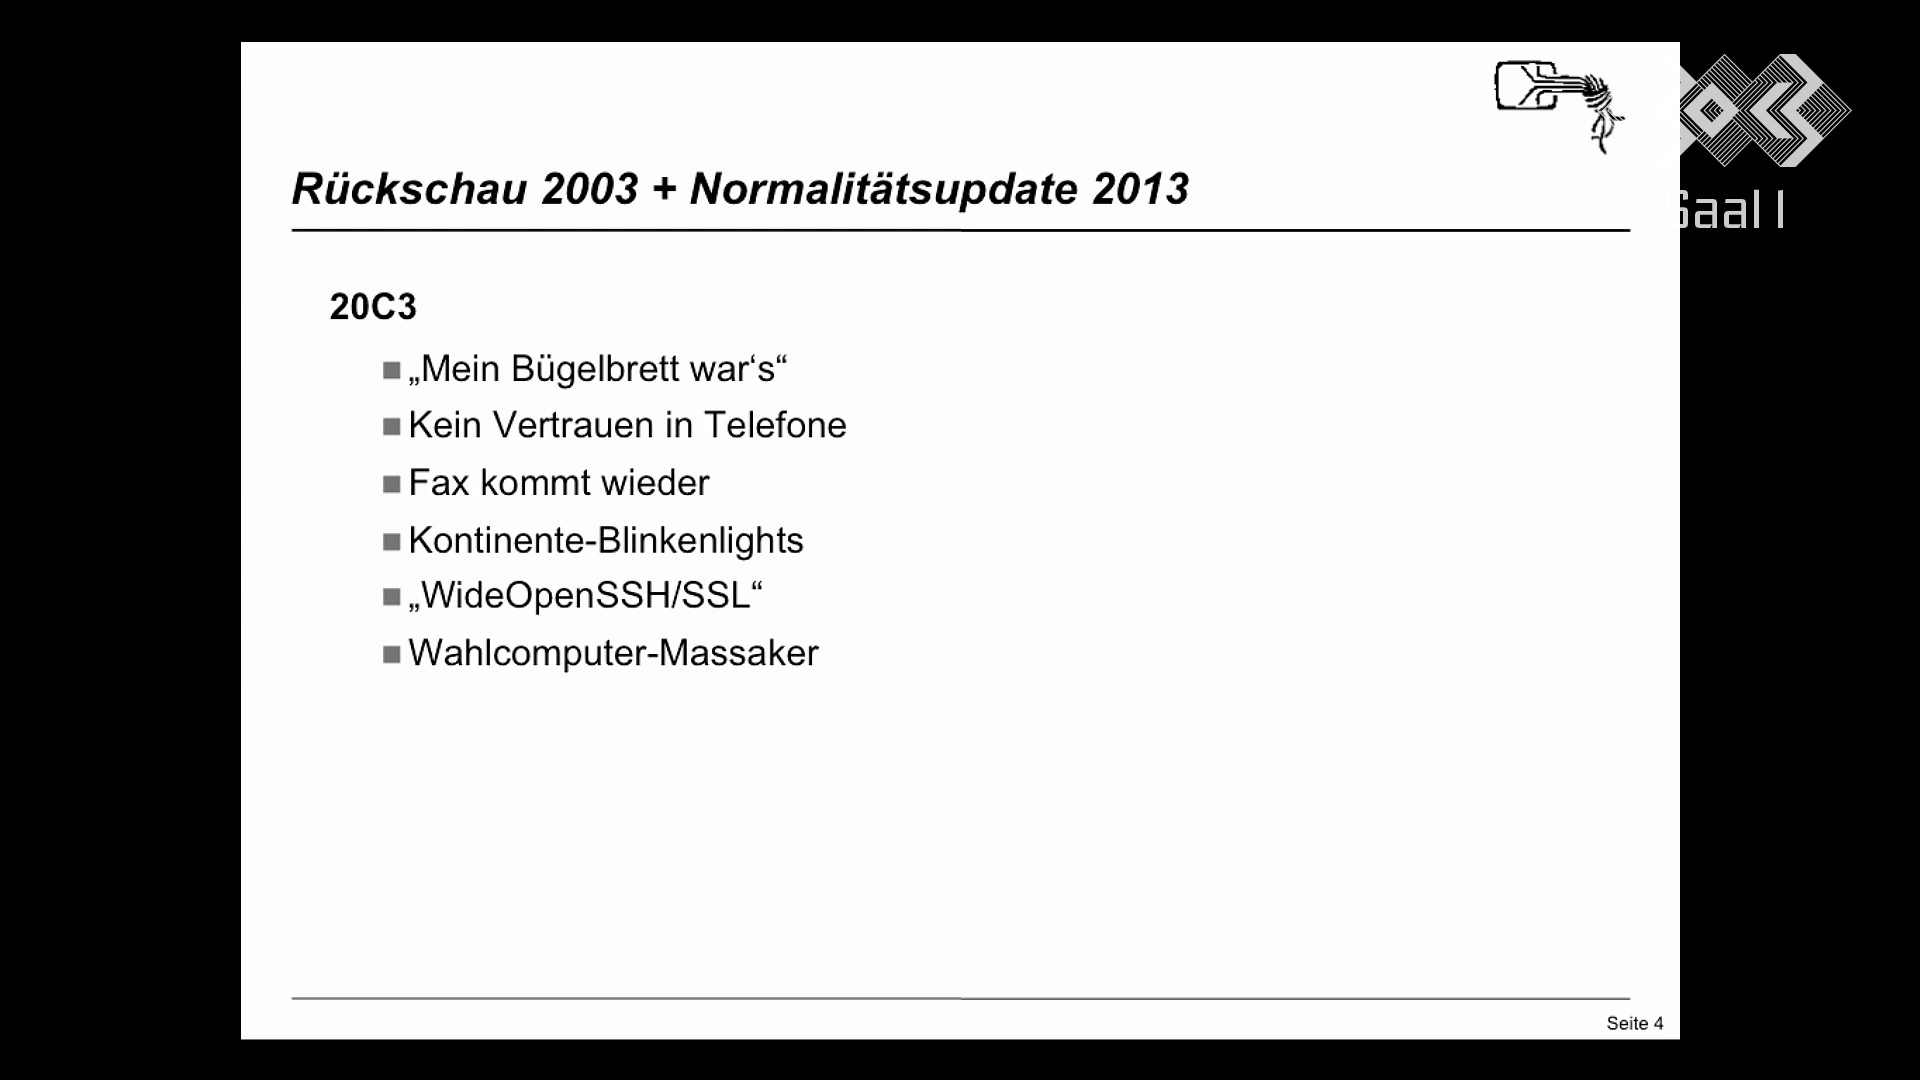 Rückschau 2003 + Normalitätsupdate 2013
Saal 1
20C3
„Mein Bügelbrett war‘s“
Kein Vertrauen in Telefone
Fax kommt wieder
Kontinente-Blinkenlights
„WideOpenSSH/SSL“
Wahlcomputer-Massaker
Seite 4